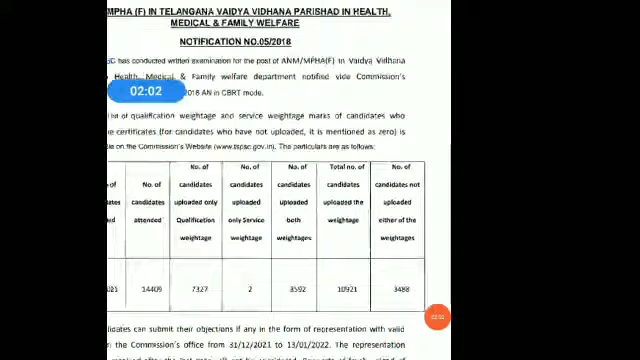 MPHA (F) IN TELANGANA VAIDYA VIDHANA PARISHAD IN HEALTH,
MEDICAL & FAMILY WELFARE
NOTIFICATION NO.05/2018
C has conducted written examination for the post of ANM/MPHA(F) in Vaidya Vidhana
Health, Medical & Family welfare department notified vide Commission's
02:02
2018 AN in CBRT mode.
list of qualification weightage and service weightage marks of candidates who
certificates (for candidates who have not uploaded, it is mentioned as zero) is
on the Commission's Website (www.tspsc.gov.in). The particulars are as follows:
No. of candidates attended
No. of candidates uploaded only Qualification weightage
No. of candidates uploaded only Service weightage
No. of candidates uploaded both weightages
Total no. of candidates uploaded the weightage
No. of candidates not uploaded either of the weightages
021 14409 7327 2 3592 10921 3488
02:02
didates can submit their objections if any in the form of representation with valid
the Commission's office from 31/12/2021 to 13/01/2022. The representation